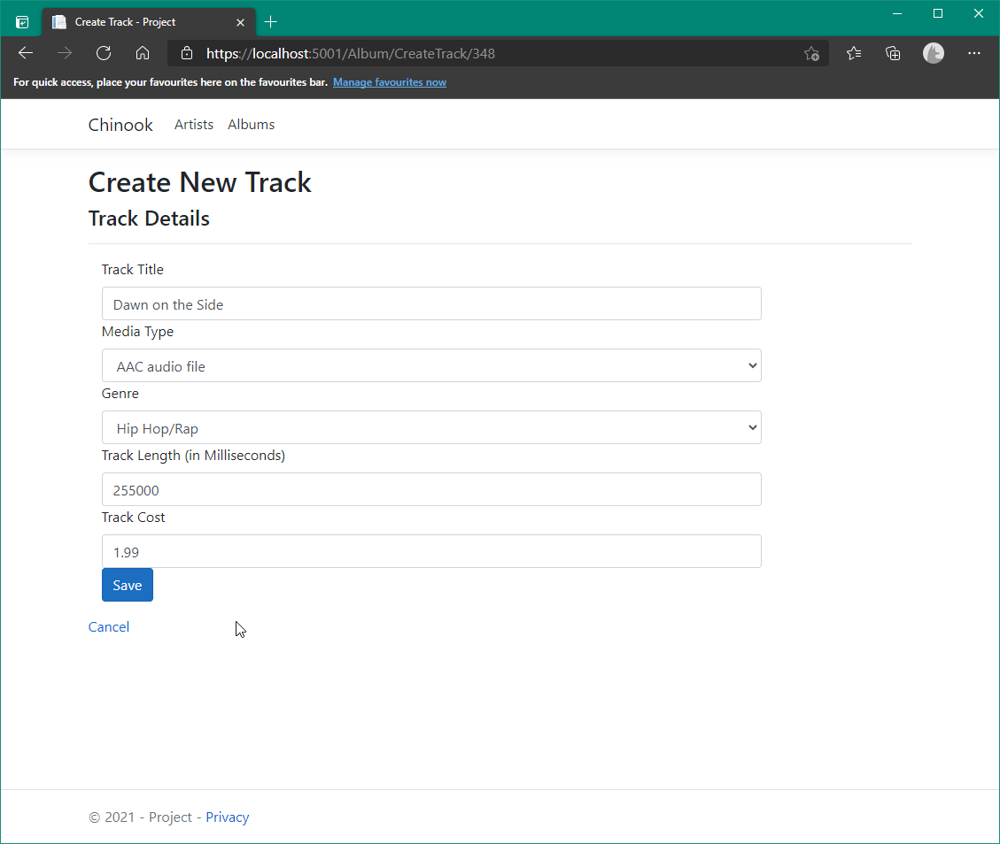 Create Track - Project
https://localhost:5001/Album/CreateTrack/348
For quick access, place your favourites here on the favourites bar. Manage favourites now
Chinook Artists Albums
Create New Track
Track Details
Track Title
Dawn on the Side
Media Type
AAC audio file
Genre
Hip Hop/Rap
Track Length (in Milliseconds)
255000
Track Cost
1.99
Save
Cancel
© 2021 - Project - Privacy